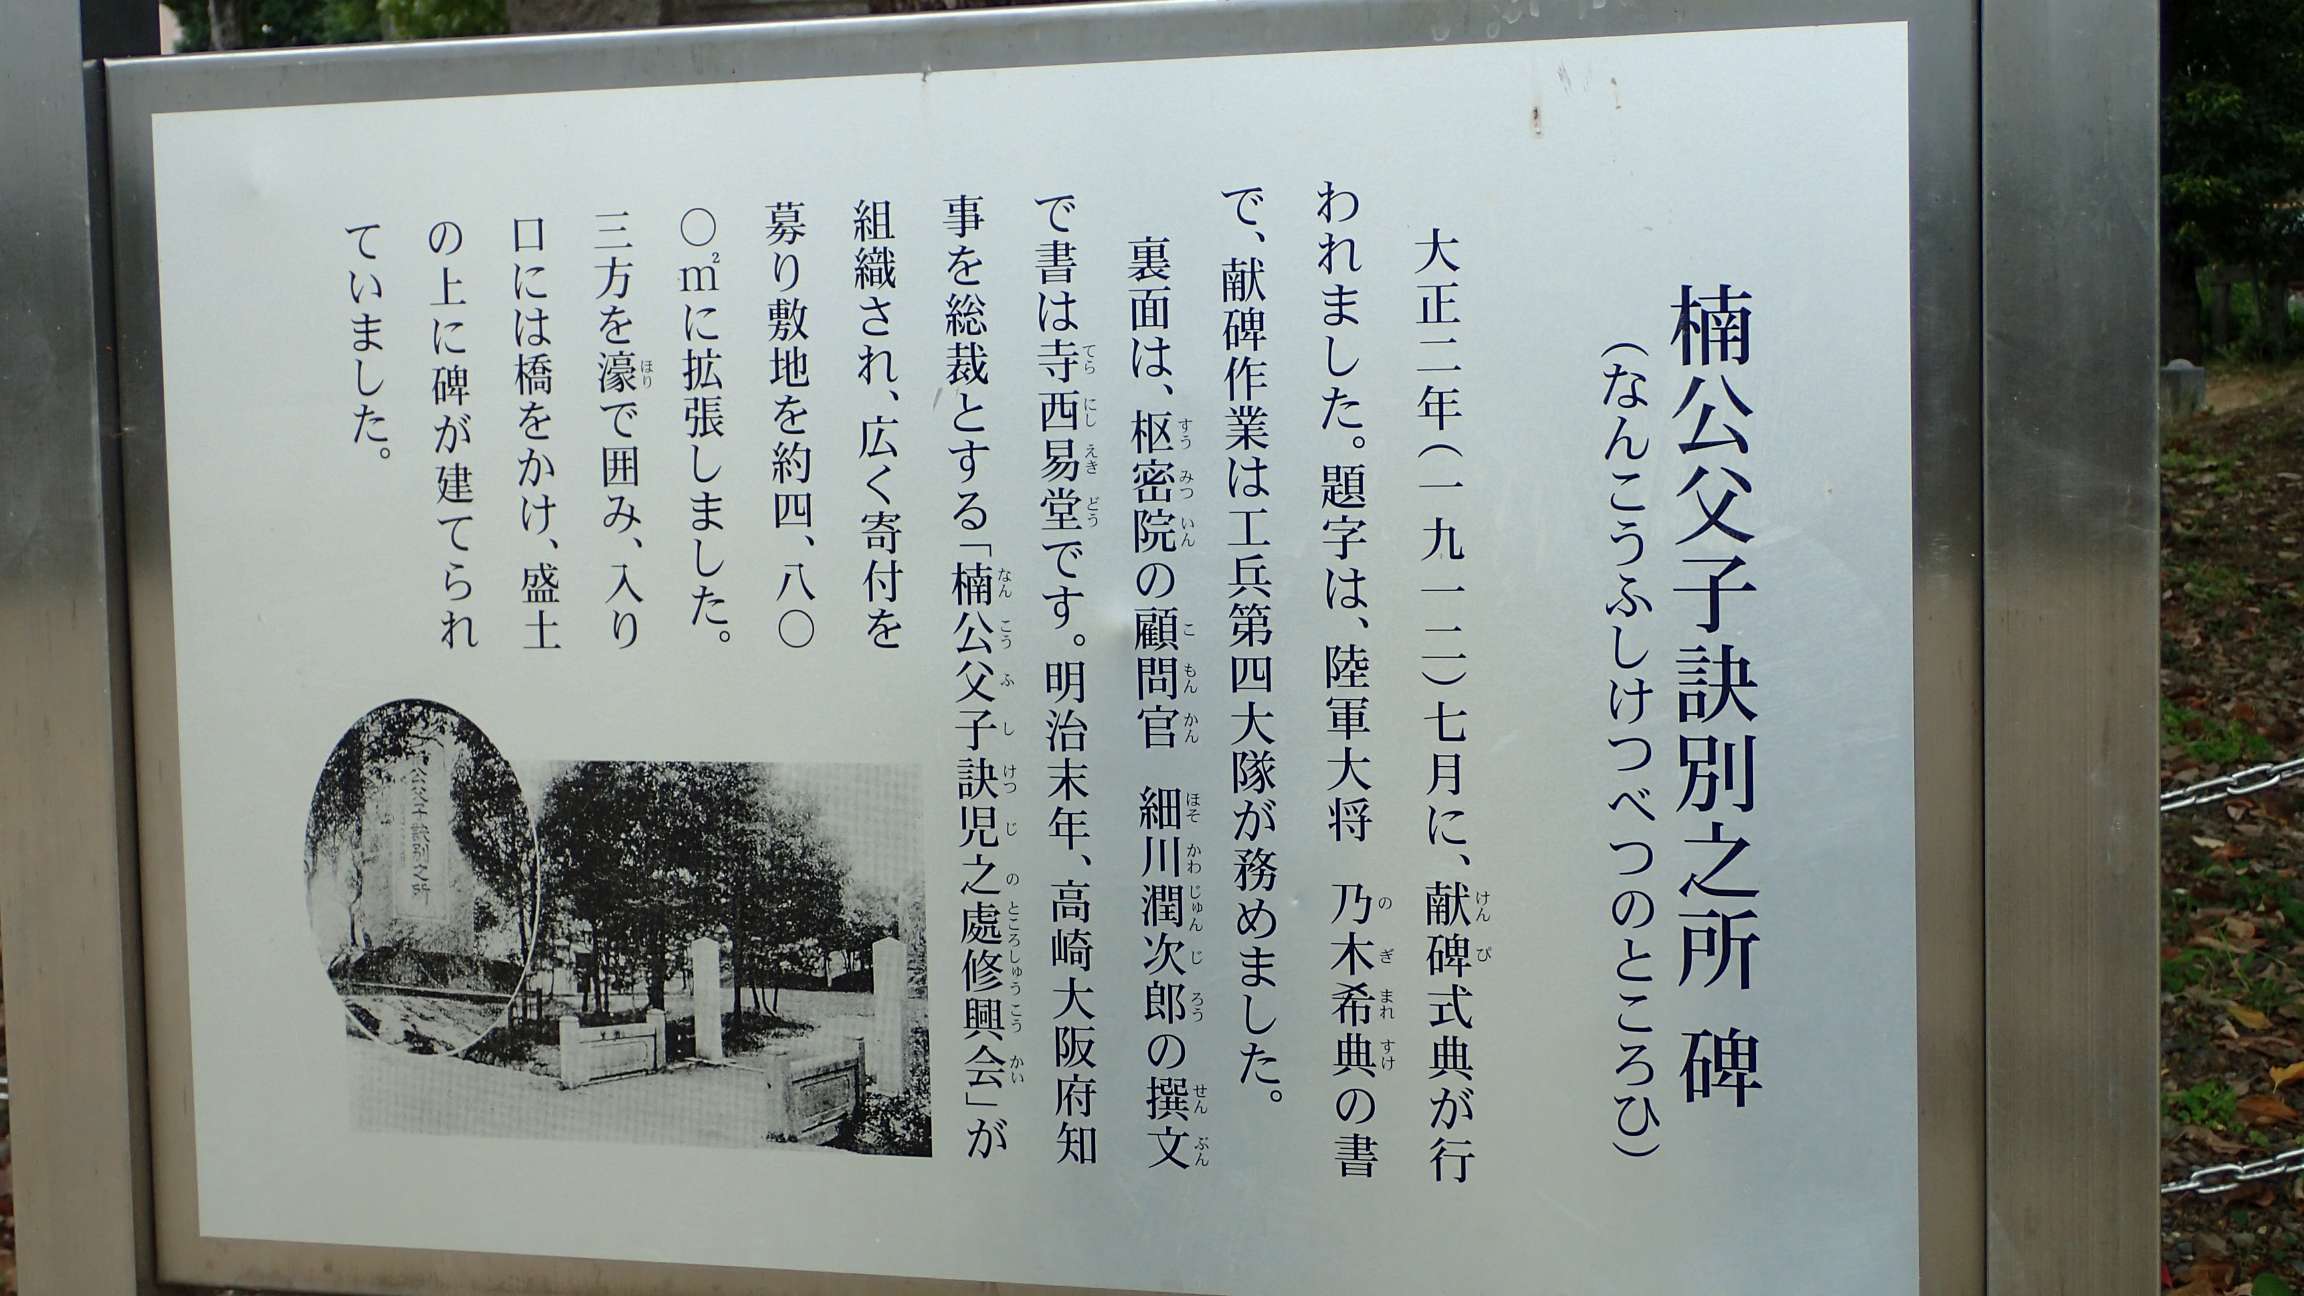 楠公父子訣別之所 碑
（なんこうふしけつべつのところひ）
大正二年（一九一二）七月に、献碑式典が行
われました。題字は、陸軍大将 乃木希典の書
で、献碑作業は工兵第四大隊が務めました。
裏面は、枢密院の顧問官 細川潤次郎の撰文
で書は寺西易堂です。明治末年、高崎大阪府知
事を総裁とする「楠公父子訣児之處修興会」が
組織され、広く寄付を
募り敷地を約四、八〇
〇㎡に拡張しました。
三方を濠で囲み、入り
口には橋をかけ、盛土
の上に碑が建てられ
ていました。
公父子訣別之所